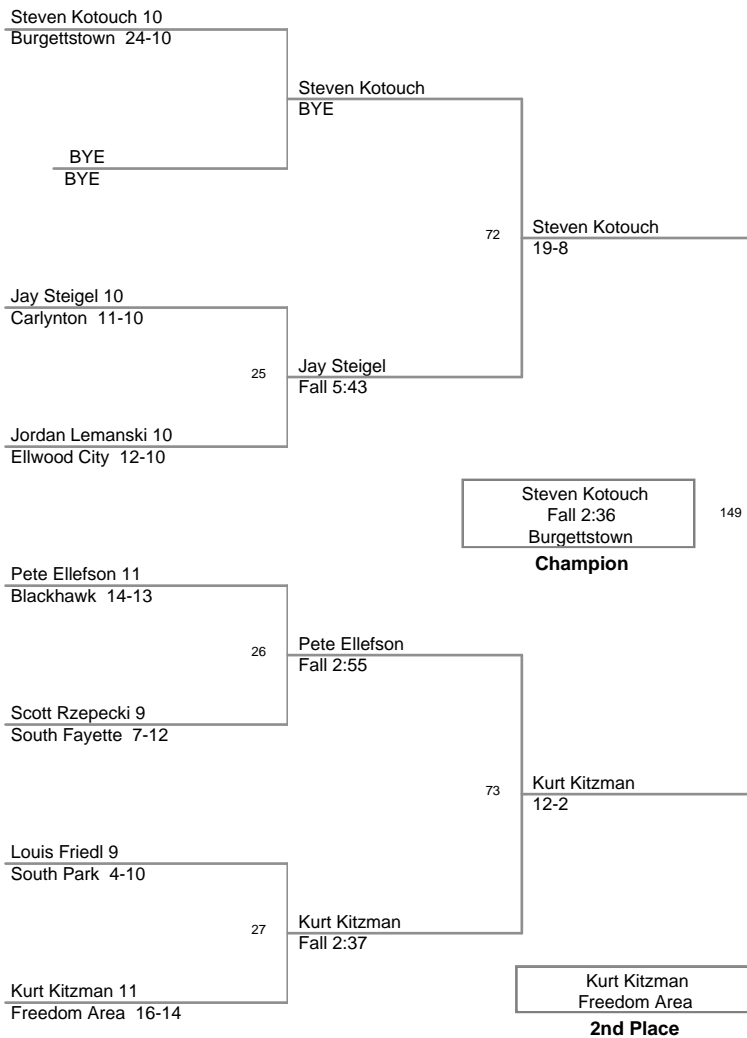 Steven Kotouch 10
Burgettstown 24-10
Steven Kotouch
BYE
BYE
BYE
72
Steven Kotouch
19-8
Jay Steigel 10
Carlynton 11-10
25
Jay Steigel
Fall 5:43
Jordan Lemanski 10
Ellwood City 12-10
Steven Kotouch
Fall 2:36
Burgettstown
149
Champion
Pete Ellefson 11
Blackhawk 14-13
26
Pete Ellefson
Fall 2:55
Scott Rzepecki 9
South Fayette 7-12
73
Kurt Kitzman
12-2
Louis Friedl 9
South Park 4-10
27
Kurt Kitzman
Fall 2:37
Kurt Kitzman 11
Freedom Area 16-14
Kurt Kitzman
Freedom Area
2nd Place